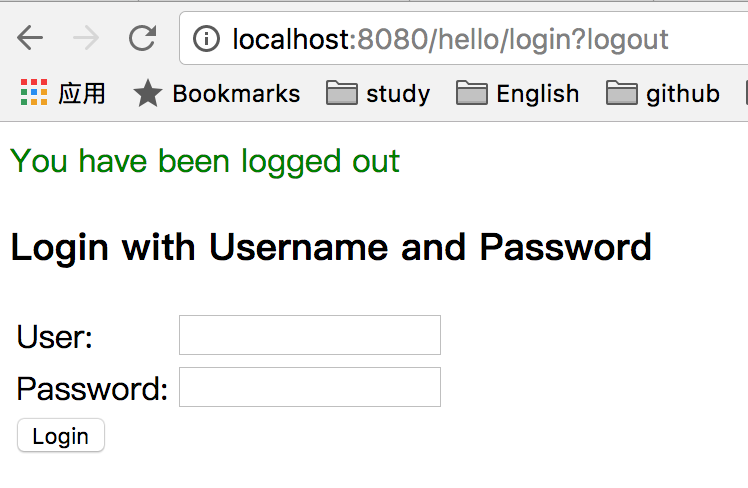 localhost:8080/hello/login?logout
应用 Bookmarks study English github
You have been logged out
Login with Username and Password
User:
Password:
Login